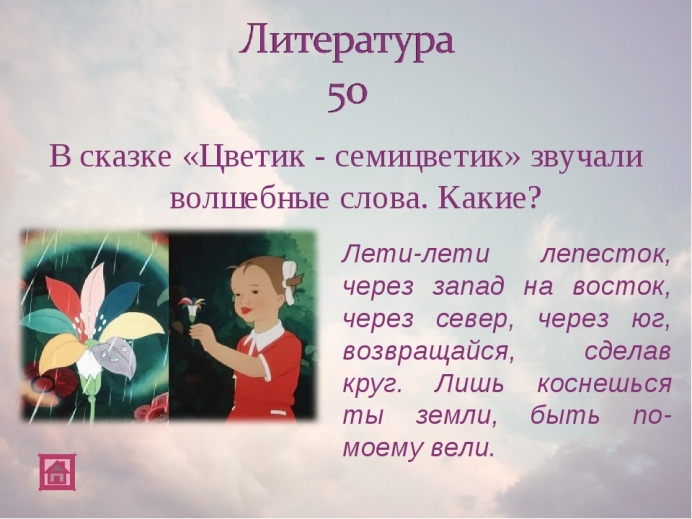 Литература
50
В сказке «Цветик - семицветик» звучали
волшебные слова. Какие?
Лети-лети лепесток,
через запад на восток,
через север, через юг,
возвращайся, сделав
круг. Лишь коснешься
ты земли, быть по-
моему вели.